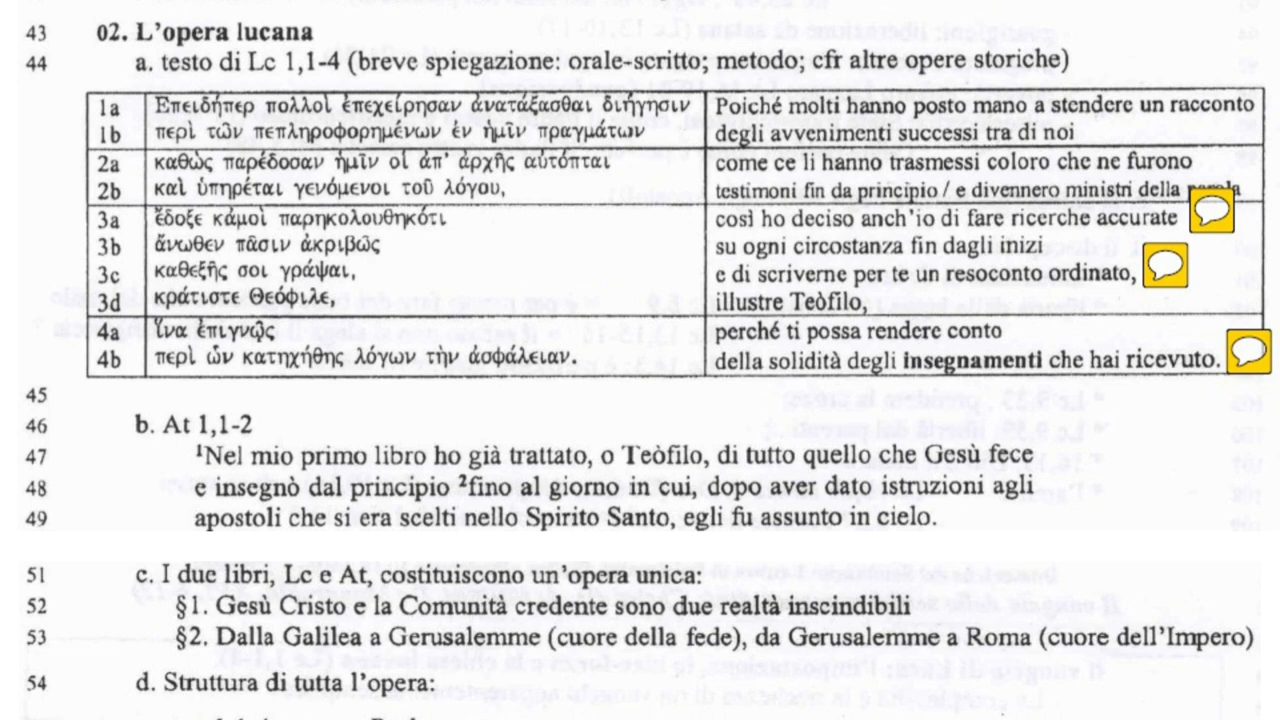 43 02. L'opera lucana
44 a. testo di Lc 1,1-4 (breve spiegazione: orale-scritto; metodo; cfr altre opere storiche)
1a Ἐπειδήπερ πολλοὶ ἐπεχείρησαν ἀνατάξασθαι διήγησιν Poiché molti hanno posto mano a stendere un racconto
1b περὶ τῶν πεπληροφορημένων ἐν ἡμῖν πραγμάτων degli avvenimenti successi tra di noi
2a καθὼς παρέδοσαν ἡμῖν οἱ ἀπ' ἀρχῆς αὐτόπται come ce li hanno trasmessi coloro che ne furono
2b καὶ ὑπηρέται γενόμενοι τοῦ λόγου, testimoni fin da principio / e divennero ministri della
3a ἔδοξε κἀμοὶ παρηκολουθηκότι così ho deciso anch'io di fare ricerche accurate
3b ἄνωθεν πᾶσιν ἀκριβῶς su ogni circostanza fin dagli inizi
3c καθεξῆς σοι γράψαι, e di scriverne per te un resoconto ordinato,
3d κράτιστε Θεόφιλε, illustre Teòfilo,
4a ἵνα ἐπιγνῷς perché ti possa rendere conto
4b περὶ ὧν κατηχήθης λόγων τὴν ἀσφάλειαν. della solidità degli insegnamenti che hai ricevuto.
45
46 b. At 1,1-2
47 ¹Nel mio primo libro ho già trattato, o Teòfilo, di tutto quello che Gesù fece
48 e insegnò dal principio ²fino al giorno in cui, dopo aver dato istruzioni agli
49 apostoli che si era scelti nello Spirito Santo, egli fu assunto in cielo.
51 c. I due libri, Lc e At, costituiscono un'opera unica:
52 §1. Gesù Cristo e la Comunità credente sono due realtà inscindibili
53 §2. Dalla Galilea a Gerusalemme (cuore della fede), da Gerusalemme a Roma (cuore dell'Impero)
54 d. Struttura di tutta l'opera: